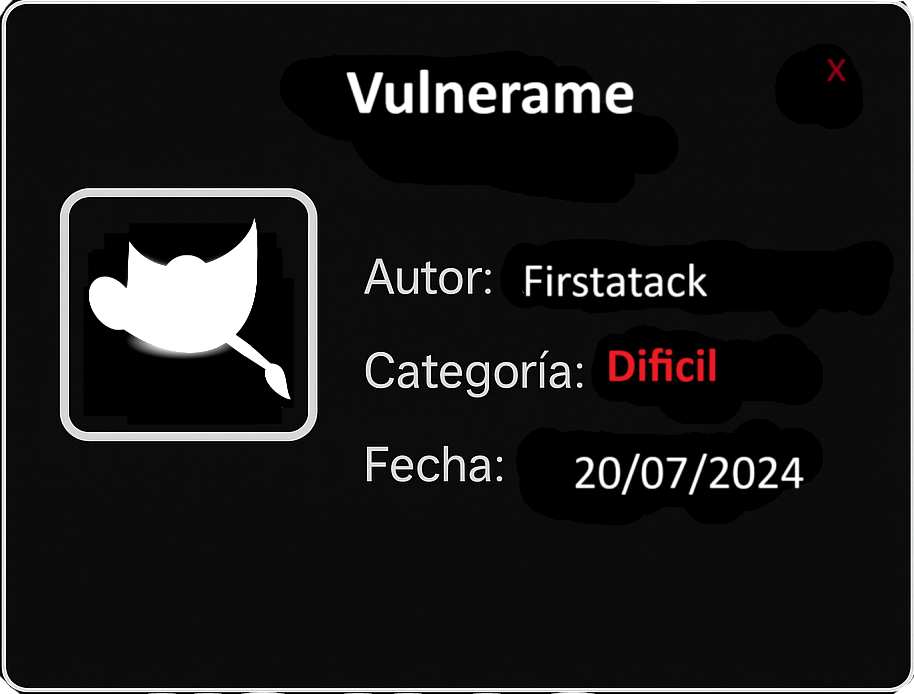 Vulnerame
X
Autor: Firstatack
Categoría: Dificil
Fecha: 20/07/2024